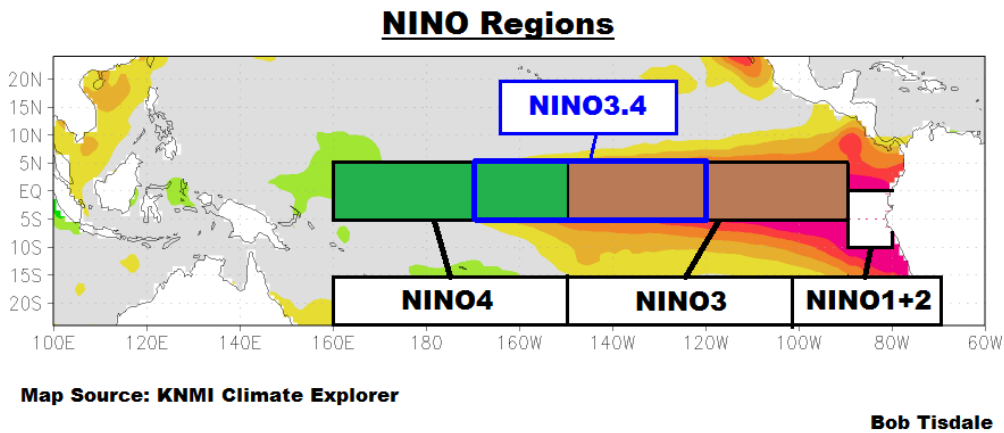 NINO Regions
20N
15N
10N
5N
EQ
5S
10S
15S
20S
NINO3.4
NINO4
NINO3
NINO1+2
100E 120E 140E 160E 180 160W 140W 120W 100W 80W 60W
Map Source: KNMI Climate Explorer
Bob Tisdale